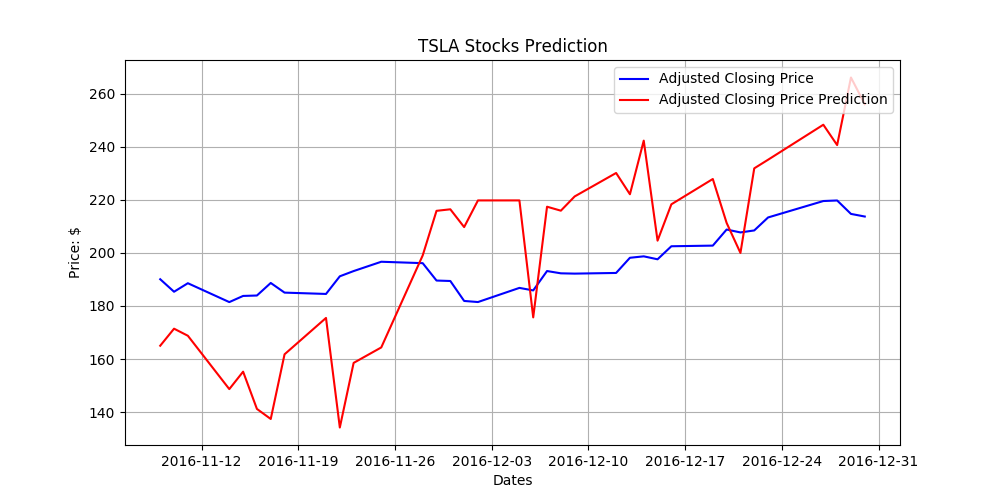 TSLA Stocks Prediction
Adjusted Closing Price
Adjusted Closing Price Prediction
Price: $
260
240
220
200
180
160
140
2016-11-12 2016-11-19 2016-11-26 2016-12-03 2016-12-10 2016-12-17 2016-12-24 2016-12-31
Dates